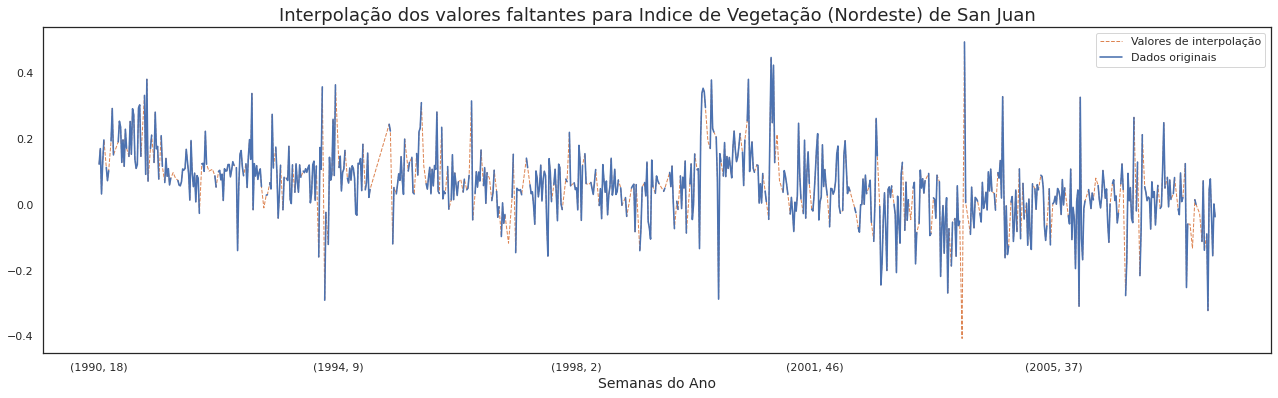 Interpolação dos valores faltantes para Indice de Vegetação (Nordeste) de San Juan
Valores de interpolação
Dados originais
0.4
0.2
0.0
−0.2
−0.4
(1990, 18)
(1994, 9)
(1998, 2)
(2001, 46)
(2005, 37)
Semanas do Ano